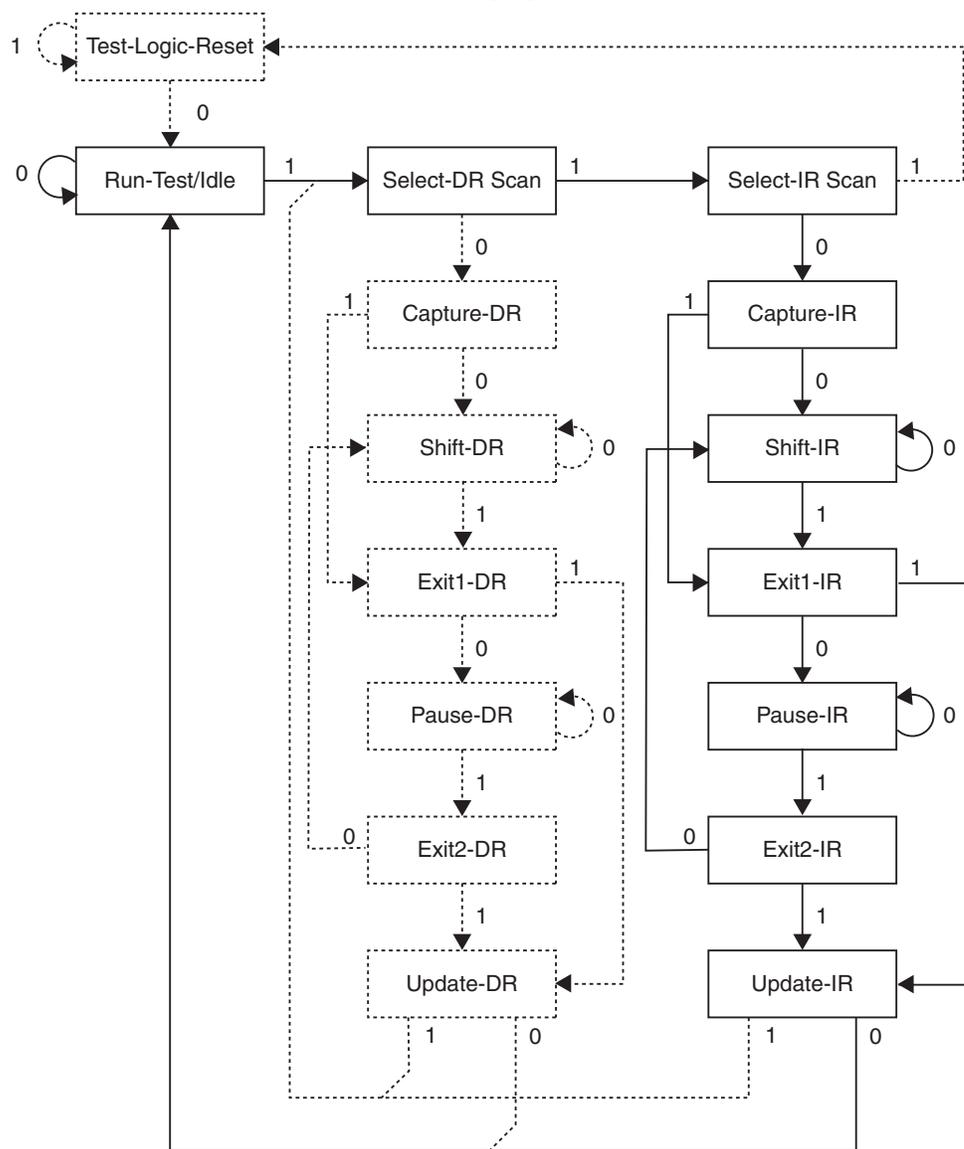 1
Test-Logic-Reset
0
0
Run-Test/Idle
1
Select-DR Scan
1
Select-IR Scan
1
0
0
1
Capture-DR
1
Capture-IR
0
0
Shift-DR
0
Shift-IR
0
1
1
Exit1-DR
1
Exit1-IR
1
0
0
Pause-DR
0
Pause-IR
0
1
1
0
Exit2-DR
0
Exit2-IR
1
1
Update-DR
Update-IR
1
0
1
0